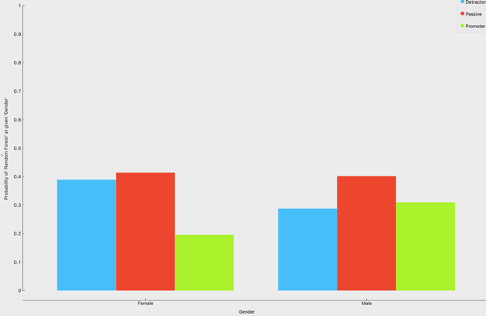 Detractor
Passive
Promoter
1
0.9
0.8
0.7
0.6
0.5
0.4
0.3
0.2
0.1
0
Probability of 'Random Forest' at given 'Gender'
Female
Male
Gender